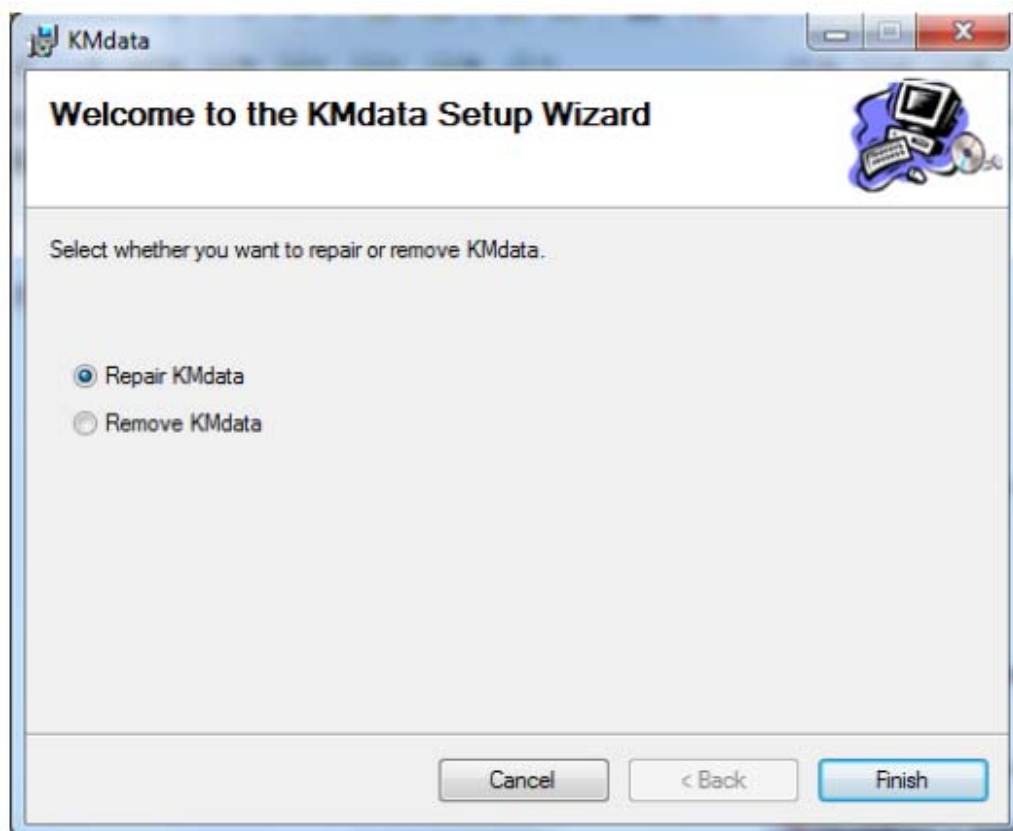 KMdata
Welcome to the KMdata Setup Wizard
Select whether you want to repair or remove KMdata.
Repair KMdata
Remove KMdata
Cancel
< Back
Finish